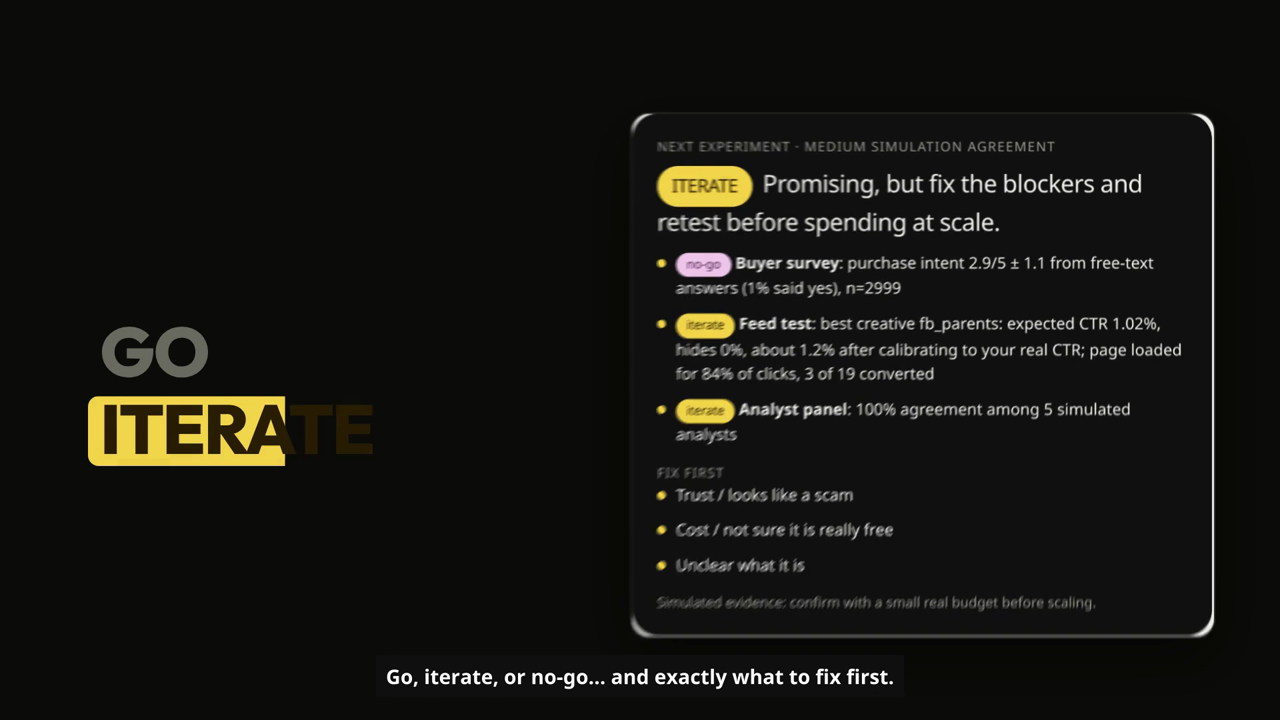 GO
ITERATE
NEXT EXPERIMENT · MEDIUM SIMULATION AGREEMENT
ITERATE Promising, but fix the blockers and
retest before spending at scale.
no-go Buyer survey: purchase intent 2.9/5 ± 1.1 from free-text
answers (1% said yes), n=2999
iterate Feed test: best creative fb_parents: expected CTR 1.02%,
hides 0%, about 1.2% after calibrating to your real CTR; page loaded
for 84% of clicks, 3 of 19 converted
iterate Analyst panel: 100% agreement among 5 simulated
analysts
FIX FIRST
Trust / looks like a scam
Cost / not sure it is really free
Unclear what it is
Simulated evidence: confirm with a small real budget before scaling.
Go, iterate, or no-go... and exactly what to fix first.